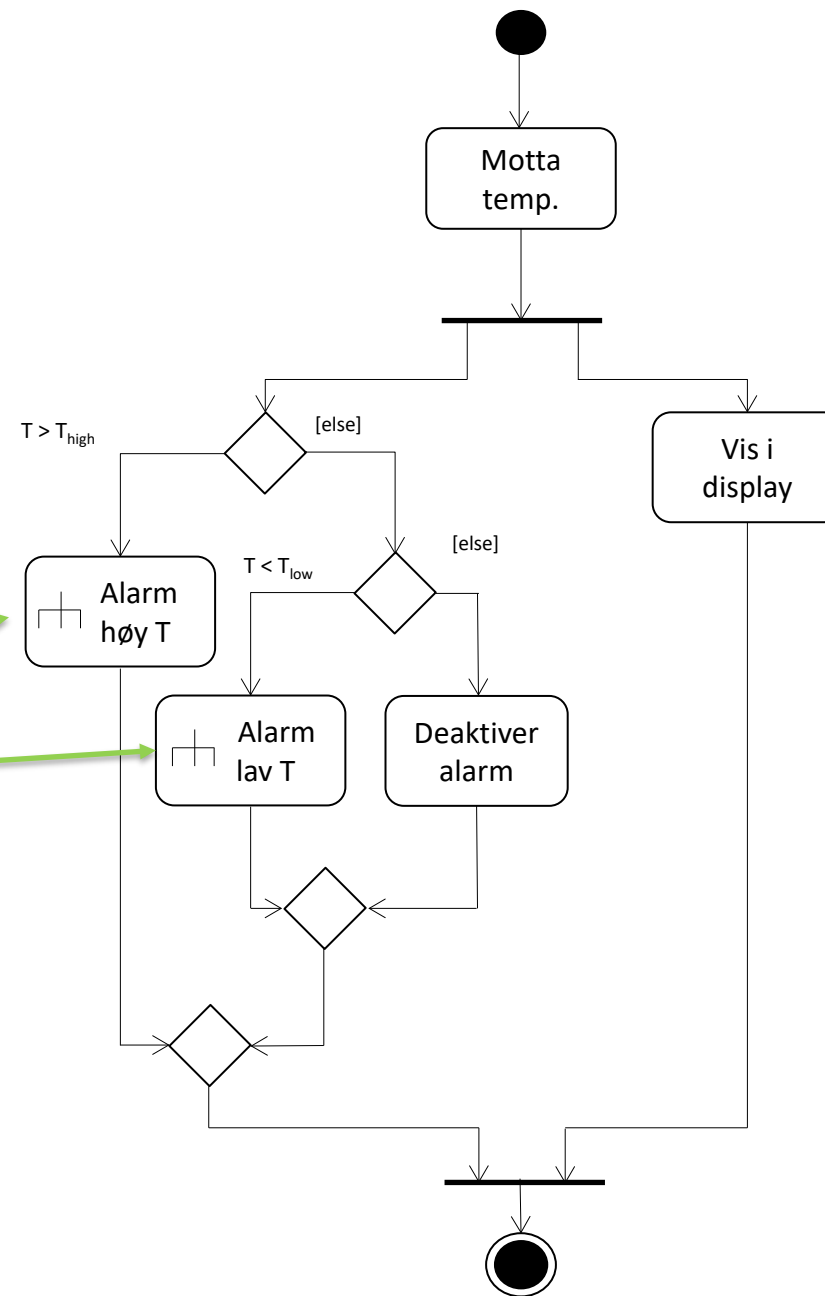 Motta
temp.
T > Thigh
[else]
Vis i
display
T < Tlow
[else]
Alarm
høy T
Alarm
lav T
Deaktiver
alarm